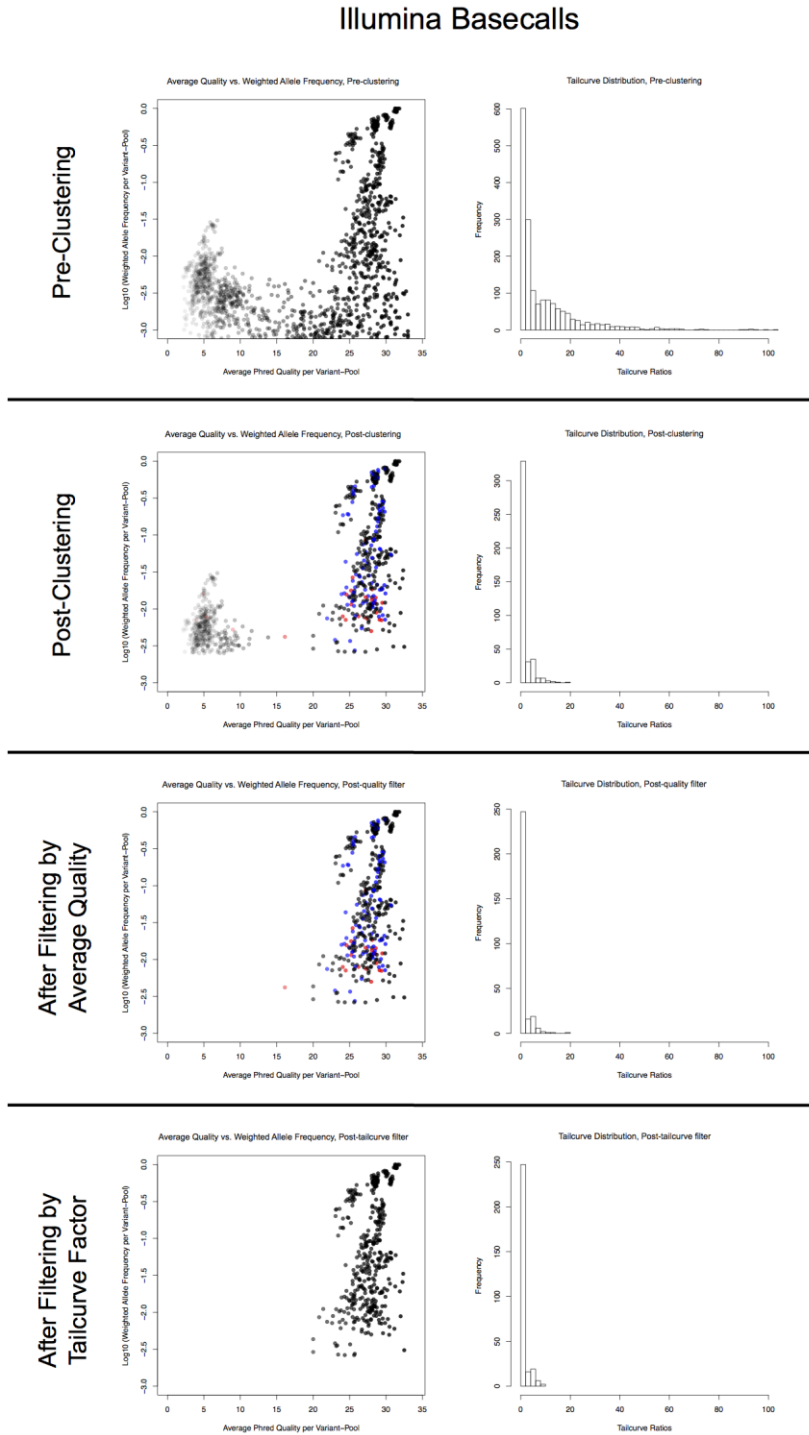 Illumina Basecalls
Pre-Clustering
Average Quality vs. Weighted Allele Frequency, Pre-clustering
Log10 (Weighted Allele Frequency per Variant-Pool)
0.0
-0.5
-1.0
-1.5
-2.0
-2.5
-3.0
0 5 10 15 20 25 30 35
Average Phred Quality per Variant-Pool
Tailcurve Distribution, Pre-clustering
Frequency
600
500
400
300
200
100
0
0 20 40 60 80 100
Tailcurve Ratios
Post-Clustering
Average Quality vs. Weighted Allele Frequency, Post-clustering
Log10 (Weighted Allele Frequency per Variant-Pool)
0.0
-0.5
-1.0
-1.5
-2.0
-2.5
-3.0
0 5 10 15 20 25 30 35
Average Phred Quality per Variant-Pool
Tailcurve Distribution, Post-clustering
Frequency
300
250
200
150
100
50
0
0 20 40 60 80 100
Tailcurve Ratios
After Filtering by
Average Quality
Average Quality vs. Weighted Allele Frequency, Post-quality filter
Log10 (Weighted Allele Frequency per Variant-Pool)
0.0
-0.5
-1.0
-1.5
-2.0
-2.5
-3.0
0 5 10 15 20 25 30 35
Average Phred Quality per Variant-Pool
Tailcurve Distribution, Post-quality filter
Frequency
250
200
150
100
50
0
0 20 40 60 80 100
Tailcurve Ratios
After Filtering by
Tailcurve Factor
Average Quality vs. Weighted Allele Frequency, Post-tailcurve filter
Log10 (Weighted Allele Frequency per Variant-Pool)
0.0
-0.5
-1.0
-1.5
-2.0
-2.5
-3.0
0 5 10 15 20 25 30 35
Average Phred Quality per Variant-Pool
Tailcurve Distribution, Post-tailcurve filter
Frequency
250
200
150
100
50
0
0 20 40 60 80 100
Tailcurve Ratios